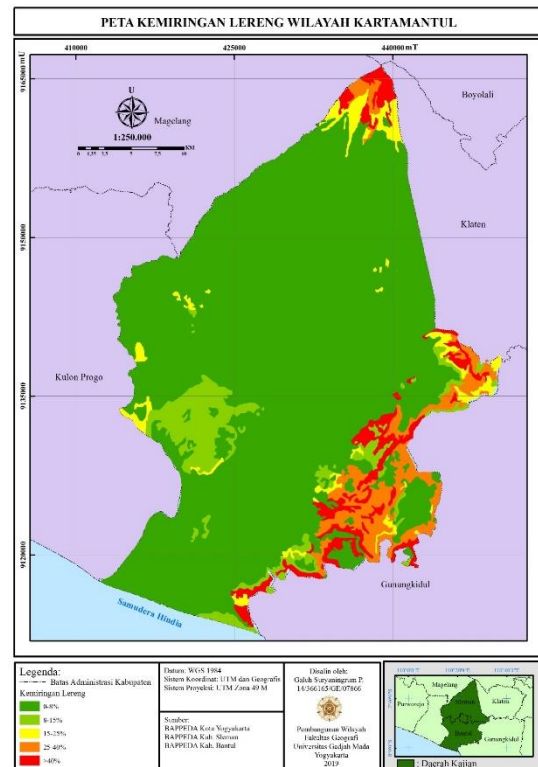 PETA KEMIRINGAN LERENG WILAYAH KARTAMANTUL
410000 425000 440000 mT
9165000 mU
9150000
9135000
9120000
U
Magelang
1:250.000
KM
Boyolali
Klaten
Kulon Progo
Gunungkidul
Samudera Hindia
Legenda:
Batas Administrasi Kabupaten
Kemiringan Lereng
0-8%
8-15%
15-25%
25-40%
>40%
Datum: WGS 1984
Sistem Koordinat: UTM dan Geografis
Sistem Proyeksi: UTM Zona 49 M
Sumber:
BAPPEDA Kota Yogyakarta
BAPPEDA Kab. Sleman
BAPPEDA Kab. Bantul
Disalin oleh:
Galuh Suryaningrum P.
14/366165/GE/07866
Pembangunan Wilayah
Fakultas Geografi
Universitas Gadjah Mada
Yogyakarta
2019
Magelang
Sleman
Klaten
Purworejo
Bantul
Gunungkidul
: Daerah Kajian